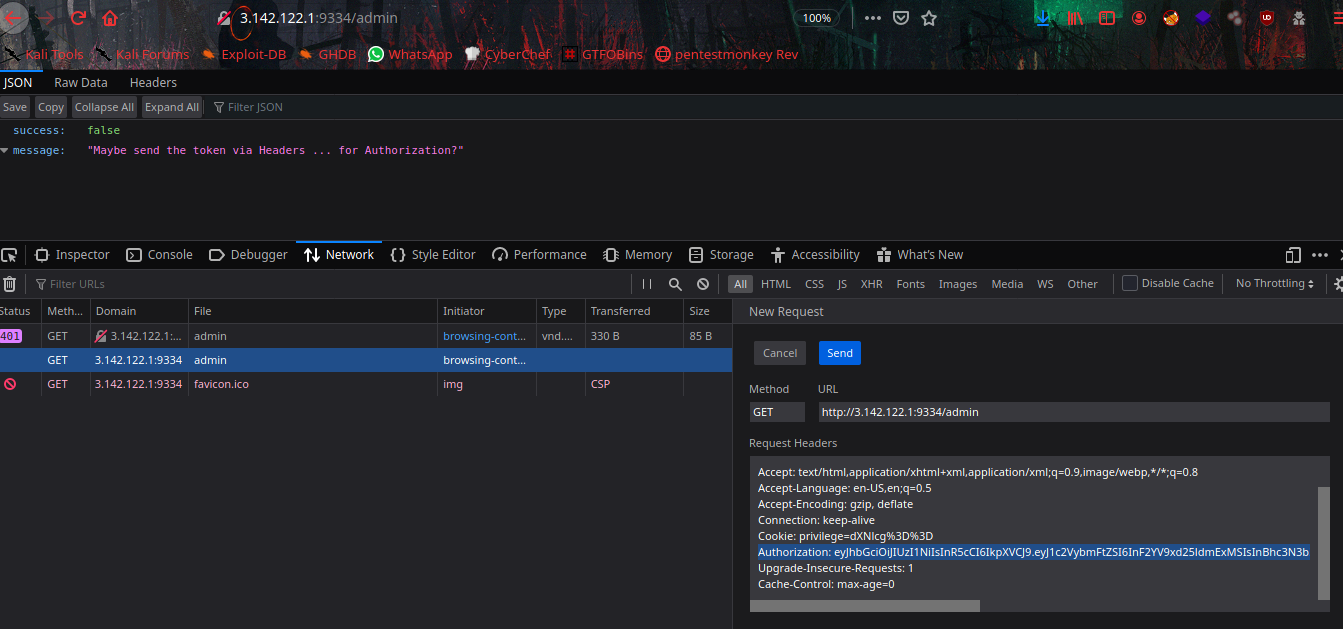 3.142.122.1:9334/admin
100%
Kali Tools Kali Forums Exploit-DB GHDB WhatsApp CyberChef GTFOBins pentestmonkey Rev
JSON Raw Data Headers
Save Copy Collapse All Expand All Filter JSON
success: false
message: "Maybe send the token via Headers ... for Authorization?"
Inspector Console Debugger Network Style Editor Performance Memory Storage Accessibility What's New
Filter URLs All HTML CSS JS XHR Fonts Images Media WS Other Disable Cache No Throttling
Status Meth... Domain File Initiator Type Transferred Size
New Request
401 GET 3.142.122.1:... admin browsing-cont... vnd.... 330 B 85 B
GET 3.142.122.1:9334 admin browsing-cont...
GET 3.142.122.1:9334 favicon.ico img CSP
Cancel Send
Method URL
GET http://3.142.122.1:9334/admin
Request Headers
Accept: text/html,application/xhtml+xml,application/xml;q=0.9,image/webp,*/*;q=0.8
Accept-Language: en-US,en;q=0.5
Accept-Encoding: gzip, deflate
Connection: keep-alive
Cookie: privilege=dXNlcg%3D%3D
Authorization: eyJhbGciOiJIUzI1NiIsInR5cCI6IkpXVCJ9.eyJ1c2VybmFtZSI6InF2YV9xd25ldmExMSIsInBhc3N3b
Upgrade-Insecure-Requests: 1
Cache-Control: max-age=0